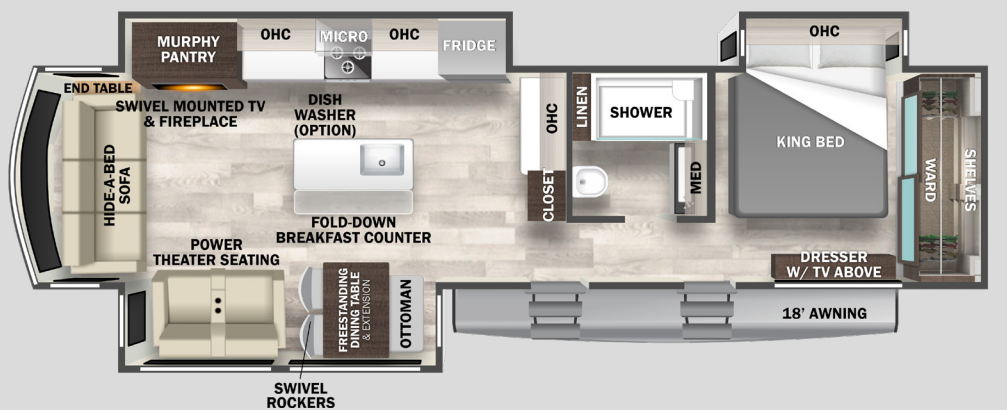 MURPHY
PANTRY
OHC
MICRO
OHC
FRIDGE
OHC
END TABLE
SWIVEL MOUNTED TV
& FIREPLACE
DISH
WASHER
(OPTION)
OHC
LINEN
SHOWER
KING BED
WARD
SHELVES
HIDE-A-BED
SOFA
CLOSET
MED
FOLD-DOWN
BREAKFAST COUNTER
POWER
THEATER SEATING
DRESSER
W/ TV ABOVE
FREESTANDING
DINING TABLE
& EXTENSION
OTTOMAN
18' AWNING
SWIVEL
ROCKERS